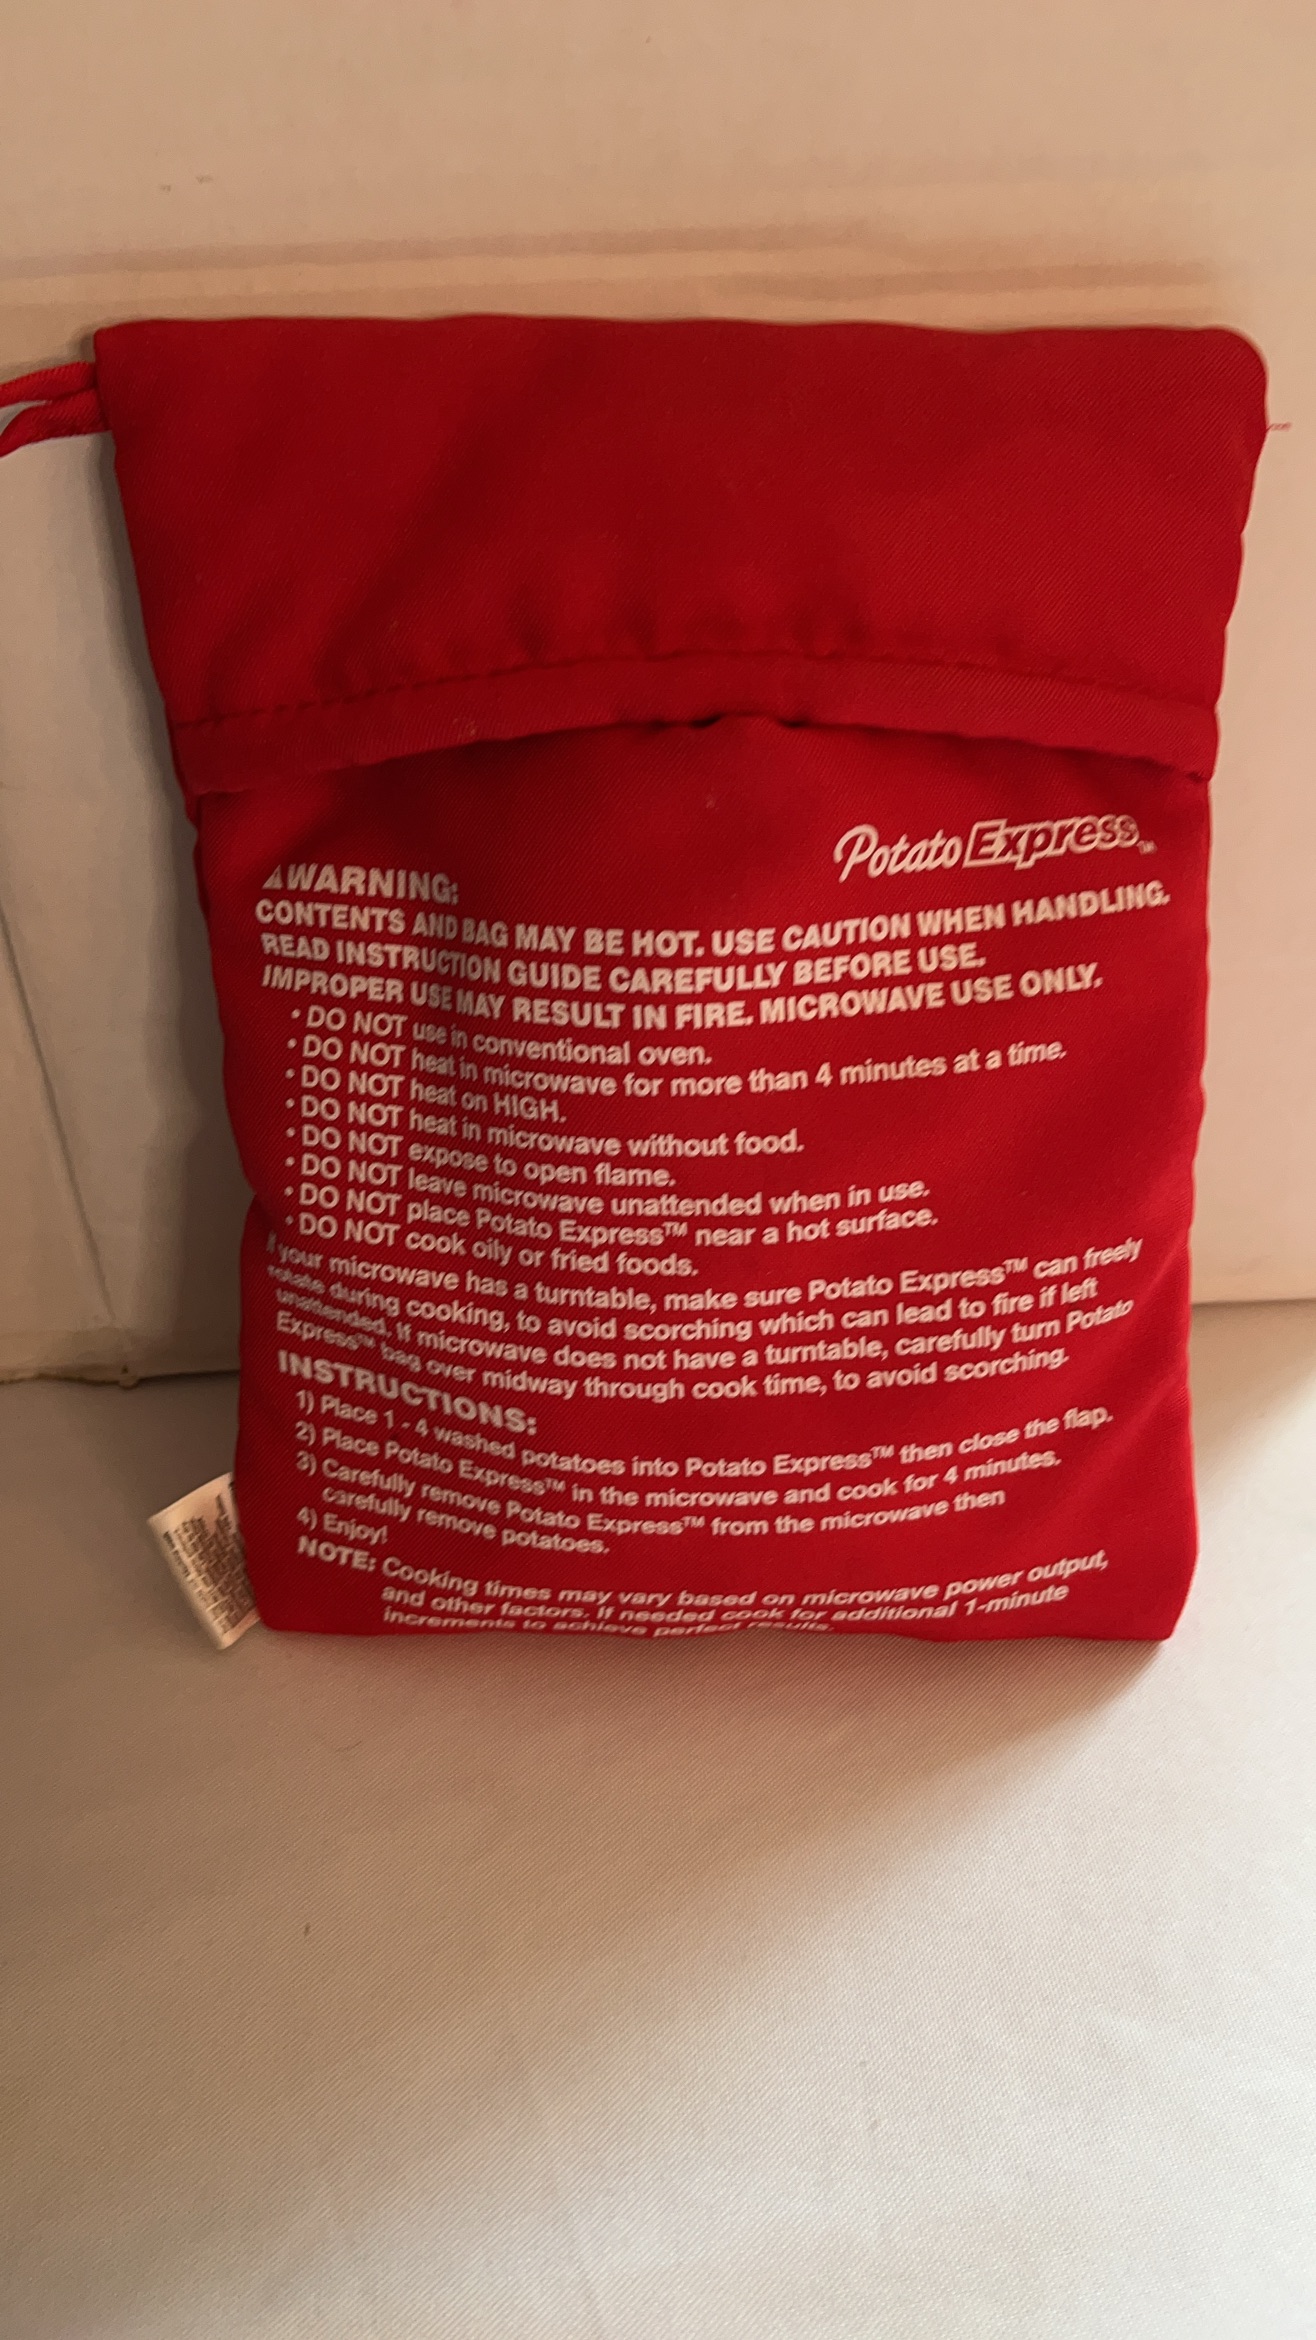 Potato Express™
⚠WARNING:
CONTENTS AND BAG MAY BE HOT. USE CAUTION WHEN HANDLING.
READ INSTRUCTION GUIDE CAREFULLY BEFORE USE.
IMPROPER USE MAY RESULT IN FIRE. MICROWAVE USE ONLY.
• DO NOT use in conventional oven.
• DO NOT heat in microwave for more than 4 minutes at a time.
• DO NOT heat on HIGH.
• DO NOT heat in microwave without food.
• DO NOT expose to open flame.
• DO NOT leave microwave unattended when in use.
• DO NOT place Potato Express™ near a hot surface.
• DO NOT cook oily or fried foods.
If your microwave has a turntable, make sure Potato Express™ can freely
rotate during cooking, to avoid scorching which can lead to fire if left
unattended. If microwave does not have a turntable, carefully turn Potato
Express™ bag over midway through cook time, to avoid scorching.
INSTRUCTIONS:
1) Place 1 - 4 washed potatoes into Potato Express™ then close the flap.
2) Place Potato Express™ in the microwave and cook for 4 minutes.
3) Carefully remove Potato Express™ from the microwave then
carefully remove potatoes.
4) Enjoy!
NOTE: Cooking times may vary based on microwave power output,
and other factors. If needed cook for additional 1-minute
increments to achieve perfect results.